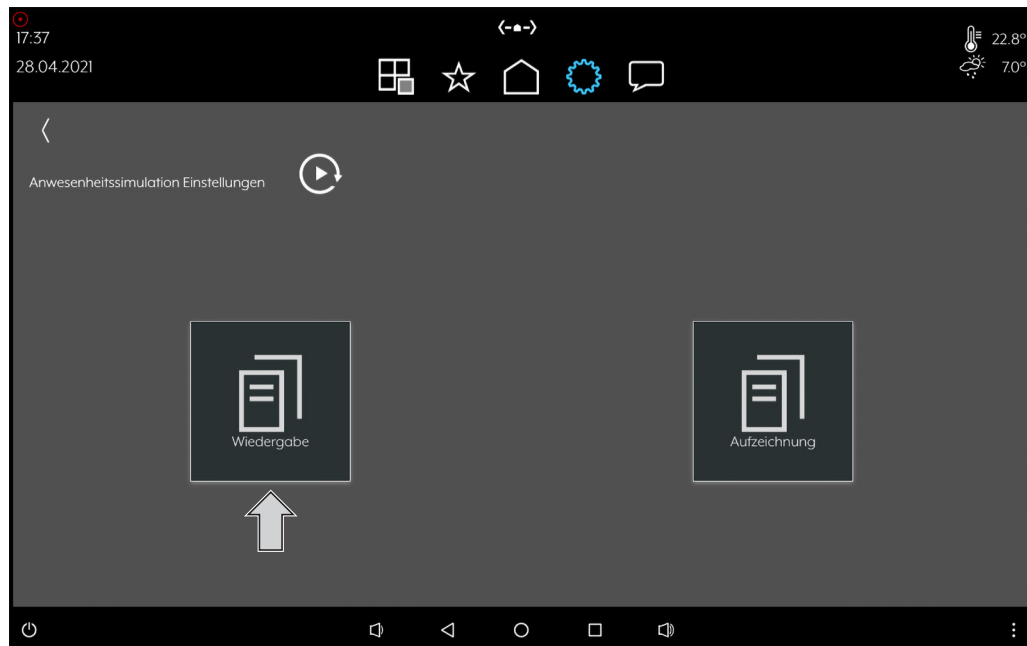 17:37
28.04.2021
22.8°
7.0°
Anwesenheitssimulation Einstellungen
Wiedergabe
Aufzeichnung